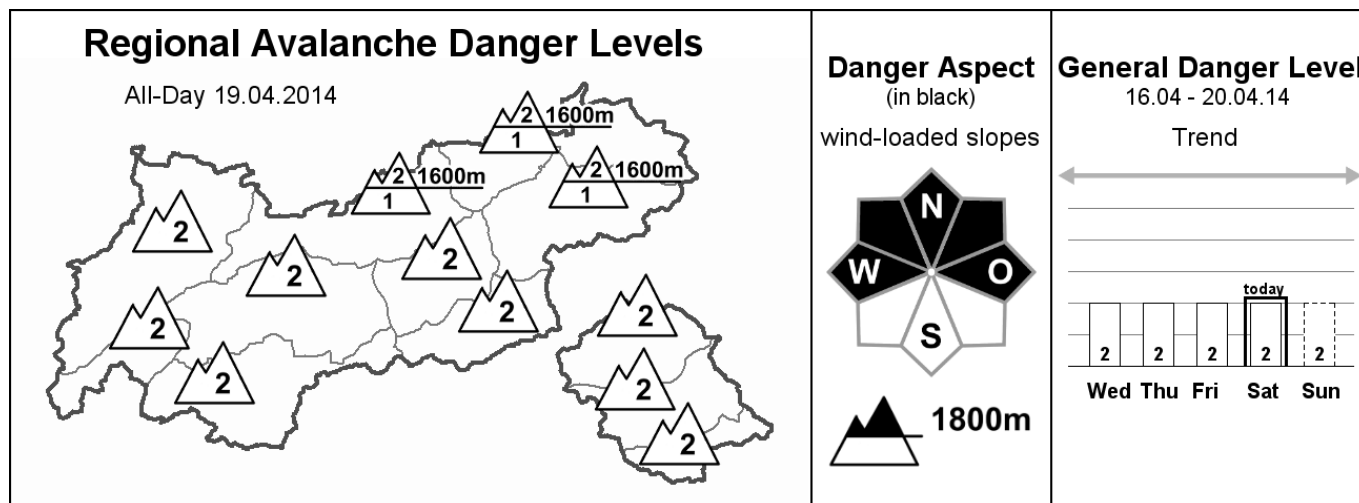 Regional Avalanche Danger Levels
All-Day 19.04.2014
2 1600m
1
2 1600m
1
2 1600m
1
2
2
2
2
2
2
2
2
2
Danger Aspect
(in black)
wind-loaded slopes
N
W O
S
1800m
General Danger Level
16.04 - 20.04.14
Trend
today
2 2 2 2 2
Wed Thu Fri Sat Sun